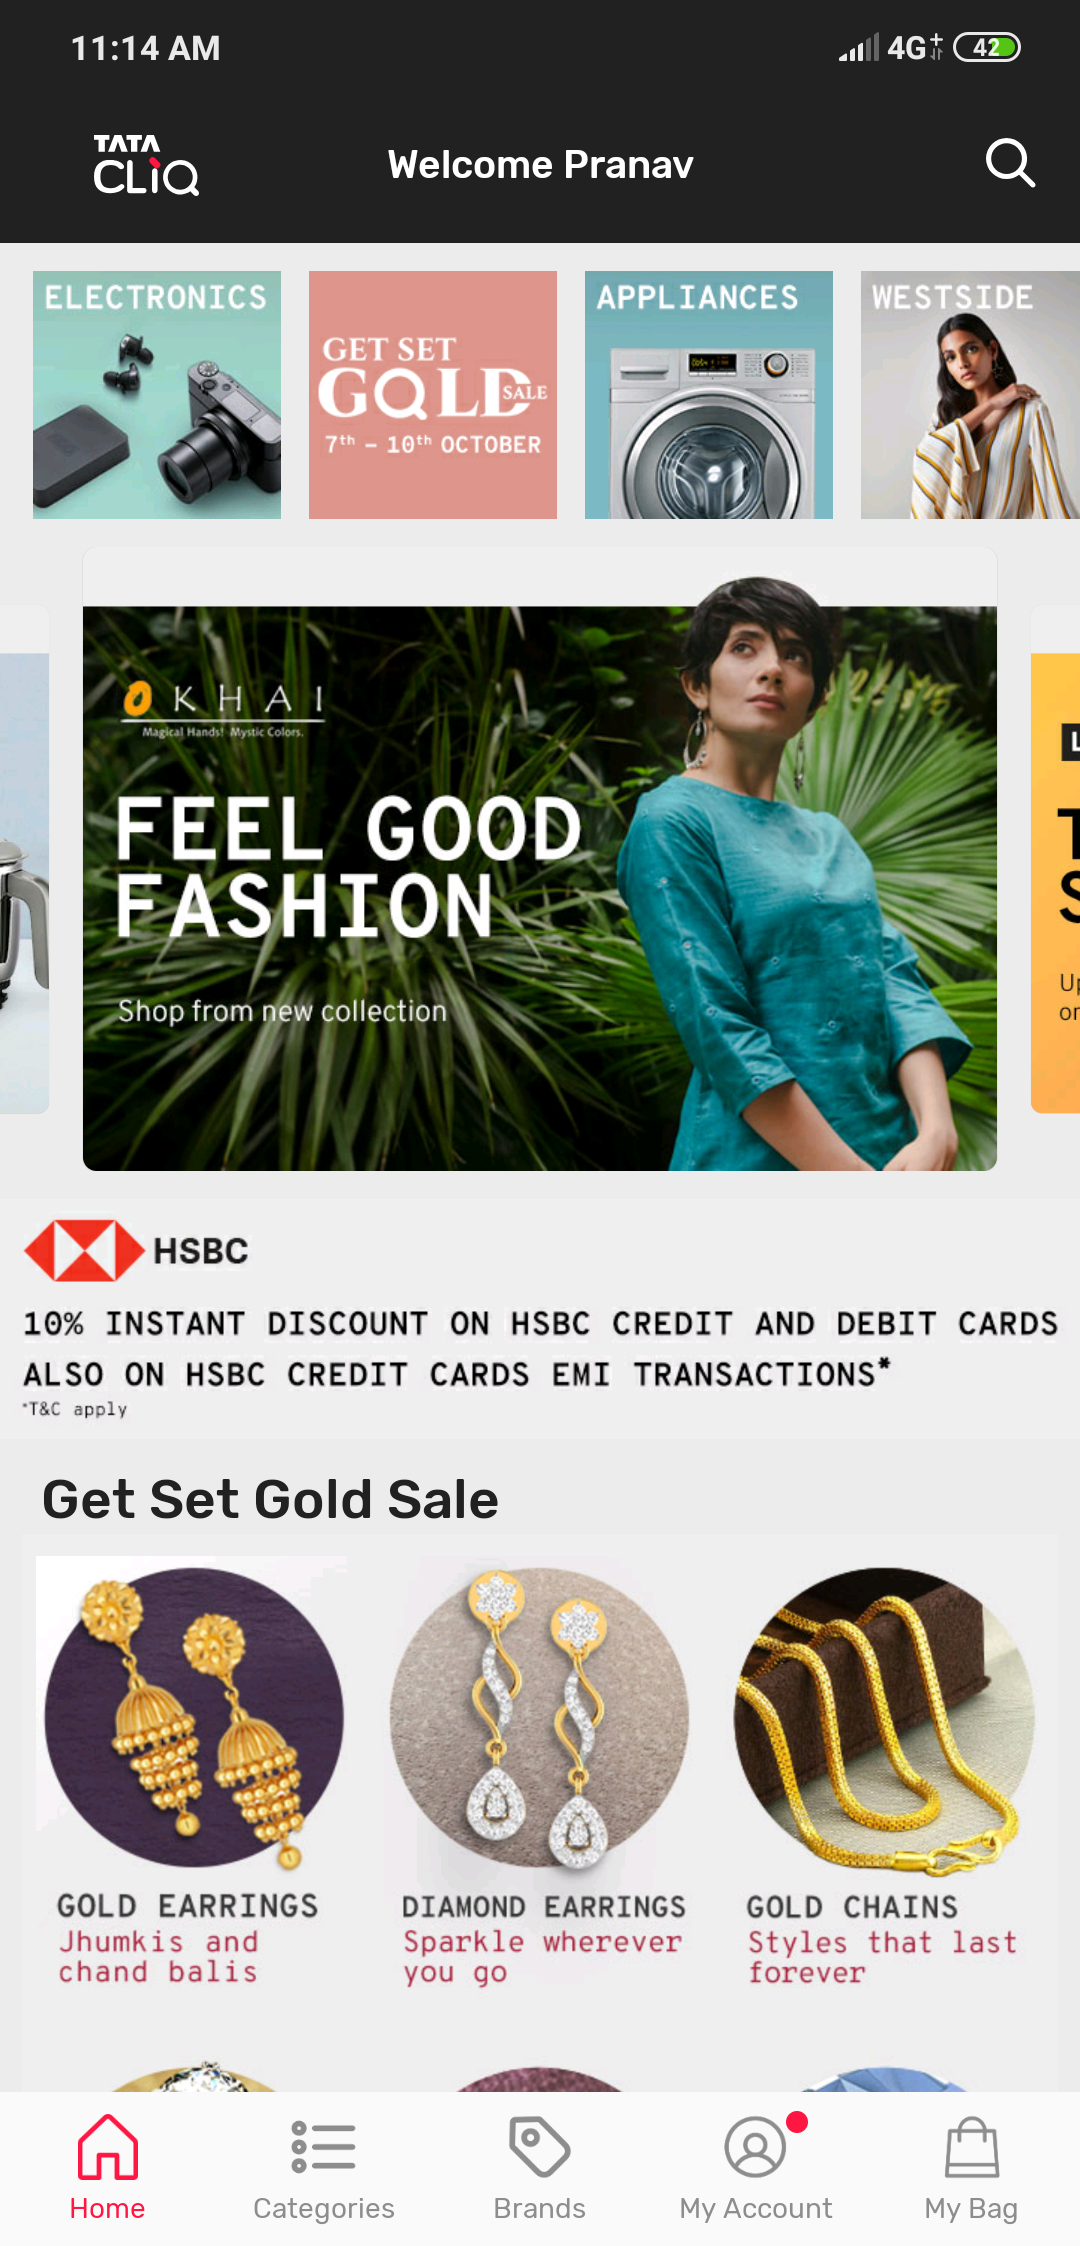 11:14 AM
4G+
42
TATA
CLiQ
Welcome Pranav
ELECTRONICS
GET SET
GOLD SALE
7th - 10th OCTOBER
APPLIANCES
WESTSIDE
OKHAI
Magical Hands! Mystic Colors.
FEEL GOOD
FASHION
Shop from new collection
HSBC
10% INSTANT DISCOUNT ON HSBC CREDIT AND DEBIT CARDS
ALSO ON HSBC CREDIT CARDS EMI TRANSACTIONS*
*T&C apply
Get Set Gold Sale
GOLD EARRINGS
Jhumkis and
chand balis
DIAMOND EARRINGS
Sparkle wherever
you go
GOLD CHAINS
Styles that last
forever
Home
Categories
Brands
My Account
My Bag